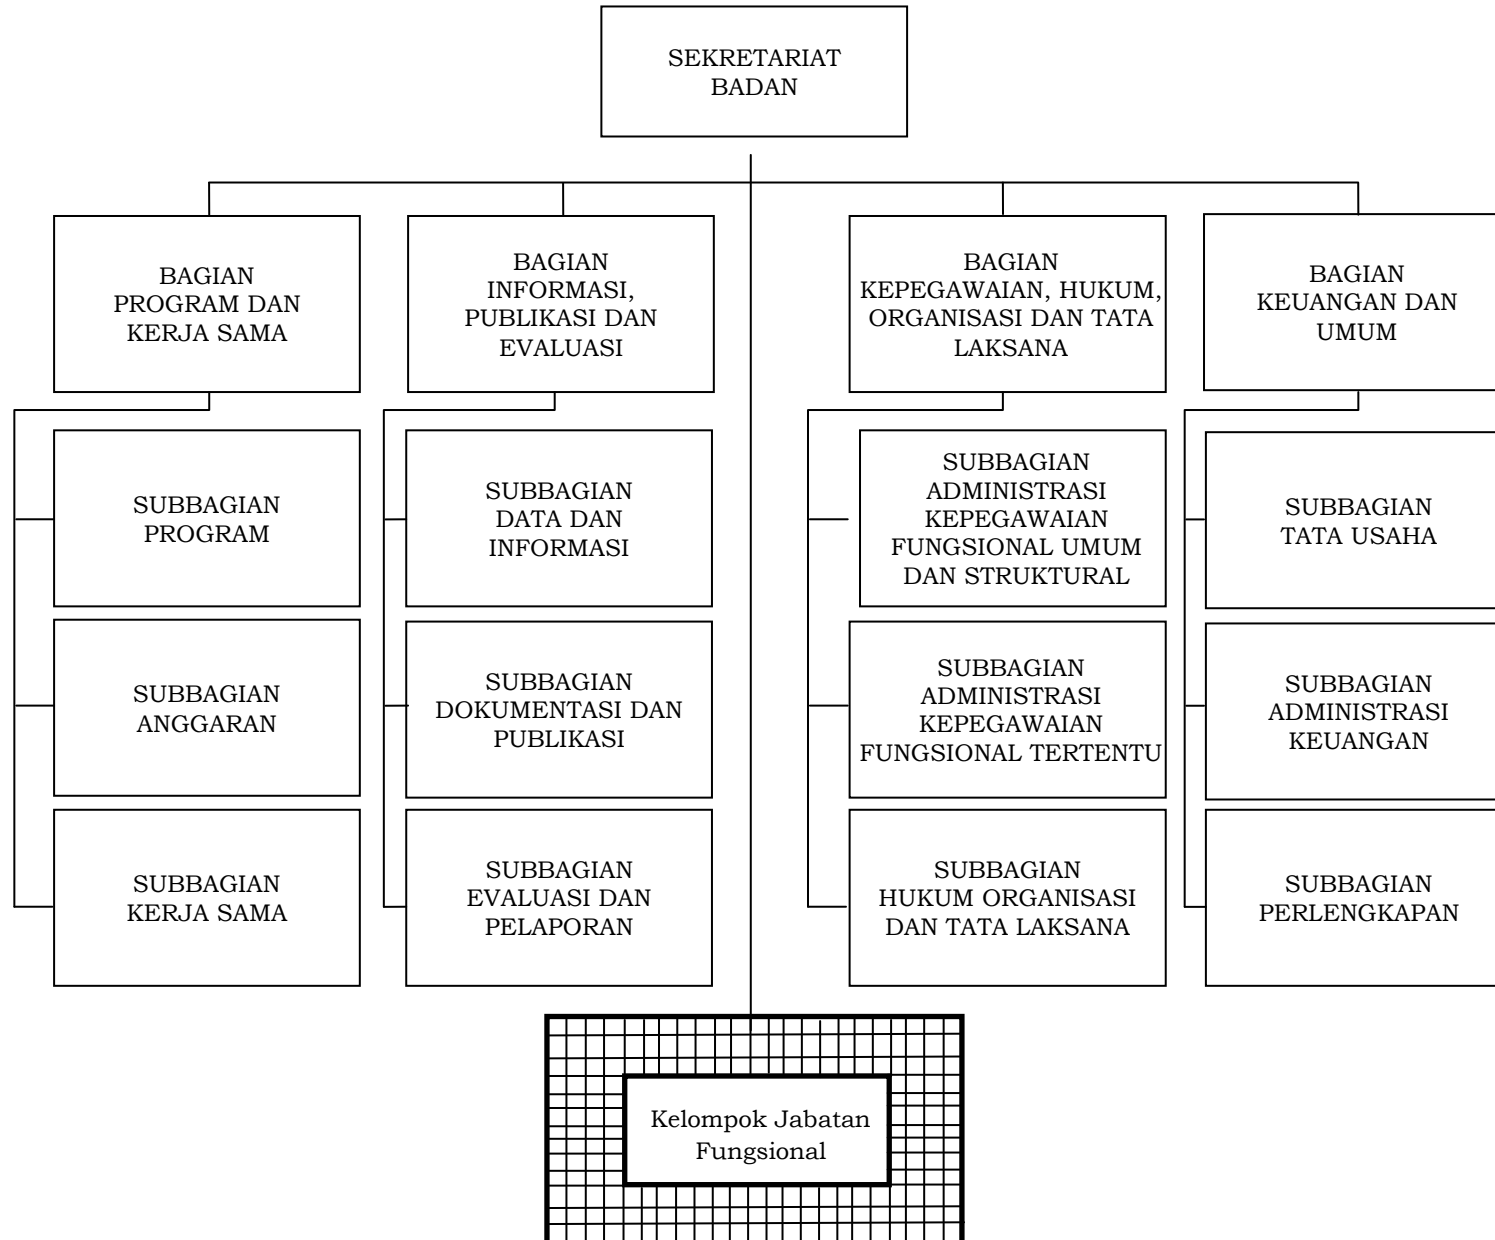 SEKRETARIAT
BADAN
BAGIAN
PROGRAM DAN
KERJA SAMA
BAGIAN
INFORMASI,
PUBLIKASI DAN
EVALUASI
BAGIAN
KEPEGAWAIAN, HUKUM,
ORGANISASI DAN TATA
LAKSANA
BAGIAN
KEUANGAN DAN
UMUM
SUBBAGIAN
PROGRAM
SUBBAGIAN
DATA DAN
INFORMASI
SUBBAGIAN
ADMINISTRASI
KEPEGAWAIAN
FUNGSIONAL UMUM
DAN STRUKTURAL
SUBBAGIAN
TATA USAHA
SUBBAGIAN
ANGGARAN
SUBBAGIAN
DOKUMENTASI DAN
PUBLIKASI
SUBBAGIAN
ADMINISTRASI
KEPEGAWAIAN
FUNGSIONAL TERTENTU
SUBBAGIAN
ADMINISTRASI
KEUANGAN
SUBBAGIAN
KERJA SAMA
SUBBAGIAN
EVALUASI DAN
PELAPORAN
SUBBAGIAN
HUKUM ORGANISASI
DAN TATA LAKSANA
SUBBAGIAN
PERLENGKAPAN
Kelompok Jabatan
Fungsional